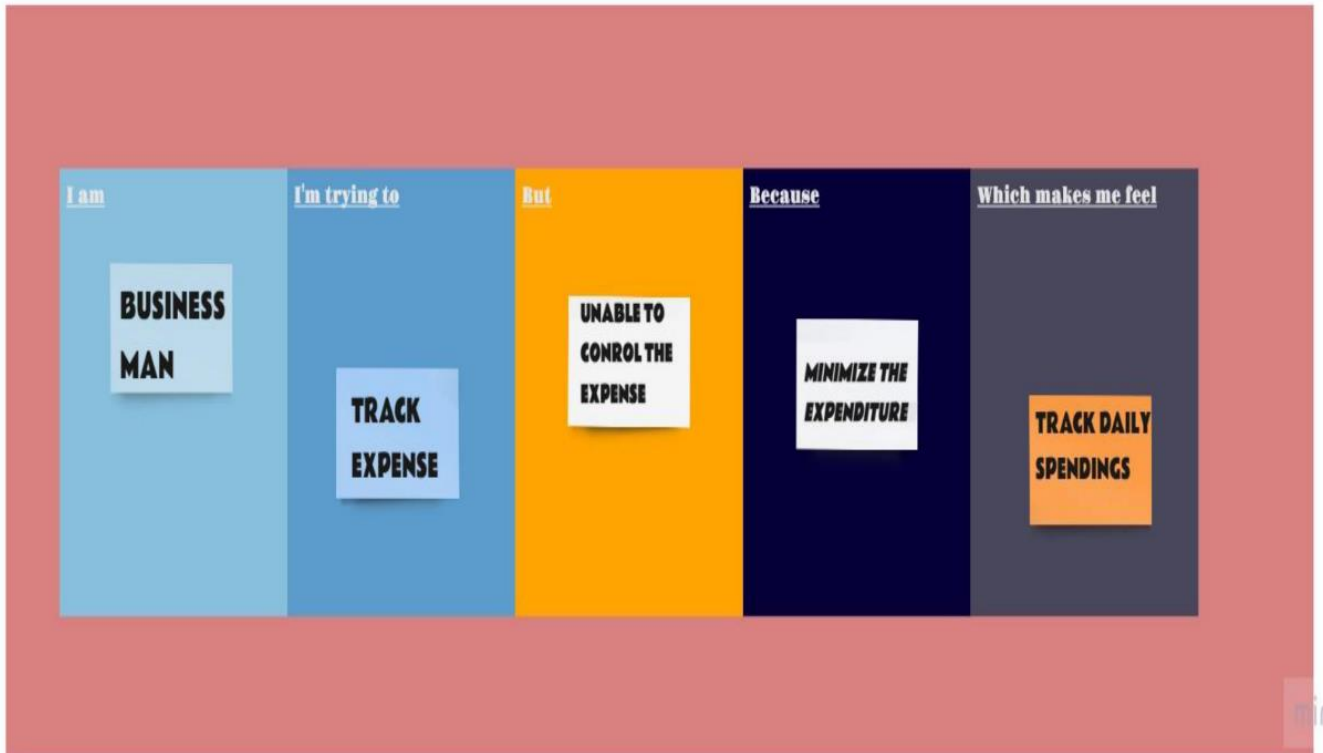 I am
BUSINESS
MAN
I'm trying to
TRACK
EXPENSE
But
UNABLE TO
CONROL THE
EXPENSE
Because
MINIMIZE THE
EXPENDITURE
Which makes me feel
TRACK DAILY
SPENDINGS